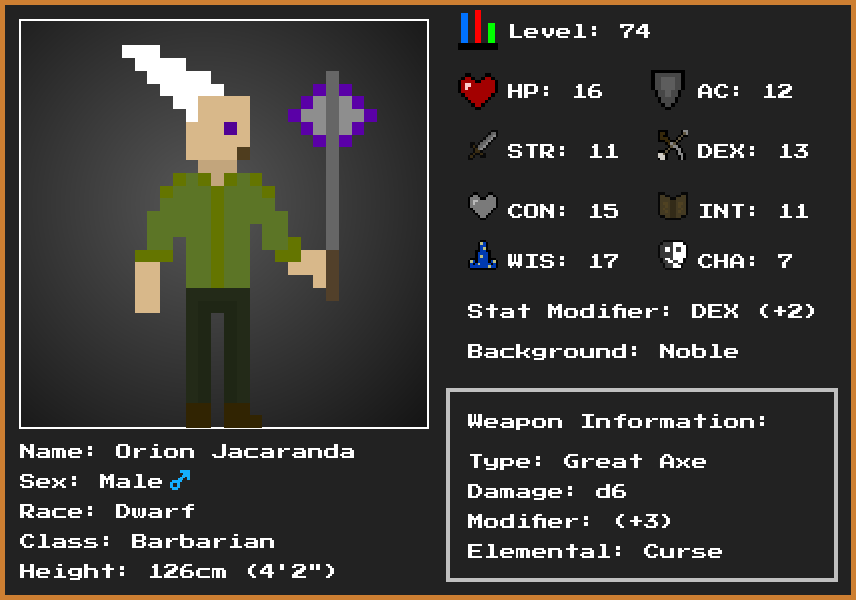 Level: 74
HP: 16
AC: 12
STR: 11
DEX: 13
CON: 15
INT: 11
WIS: 17
CHA: 7
Stat Modifier: DEX (+2)
Background: Noble
Weapon Information:
Type: Great Axe
Damage: d6
Modifier: (+3)
Elemental: Curse
Name: Orion Jacaranda
Sex: Male ♂
Race: Dwarf
Class: Barbarian
Height: 126cm (4'2")